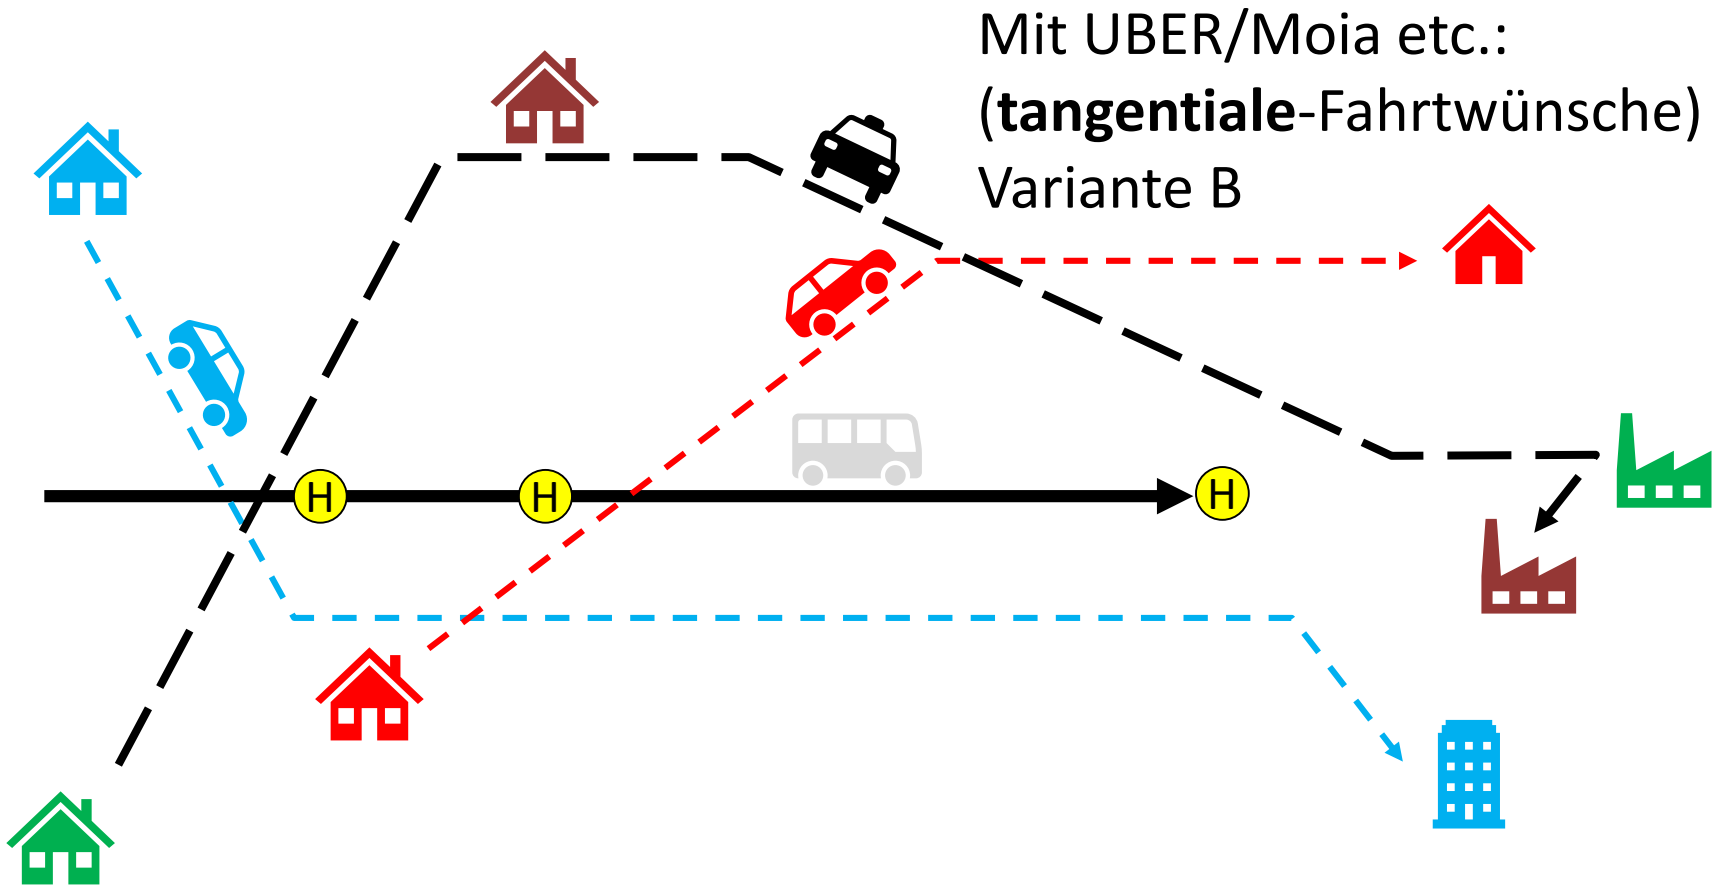 Mit UBER/Moia etc.:
(tangentiale-Fahrtwünsche)
Variante B
H
H
H